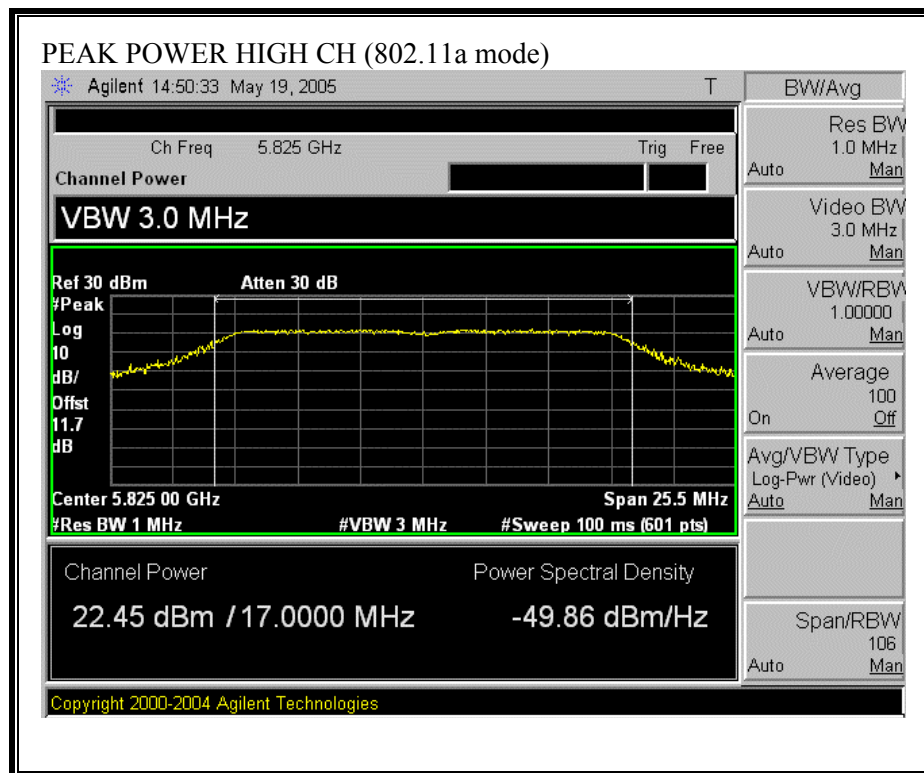 PEAK POWER HIGH CH (802.11a mode)
Agilent 14:50:33 May 19, 2005 T
Ch Freq 5.825 GHz Trig Free
Channel Power
VBW 3.0 MHz
Ref 30 dBm Atten 30 dB
#Peak
Log
10
dB/
Offst
11.7
dB
Center 5.825 00 GHz Span 25.5 MHz
#Res BW 1 MHz #VBW 3 MHz #Sweep 100 ms (601 pts)
Channel Power Power Spectral Density
22.45 dBm / 17.0000 MHz -49.86 dBm/Hz
Copyright 2000-2004 Agilent Technologies
BW/Avg
Res BW
1.0 MHz
Auto Man
Video BW
3.0 MHz
Auto Man
VBW/RBW
1.00000
Auto Man
Average
100
On Off
Avg/VBW Type
Log-Pwr (Video)
Auto Man
Span/RBW
106
Auto Man